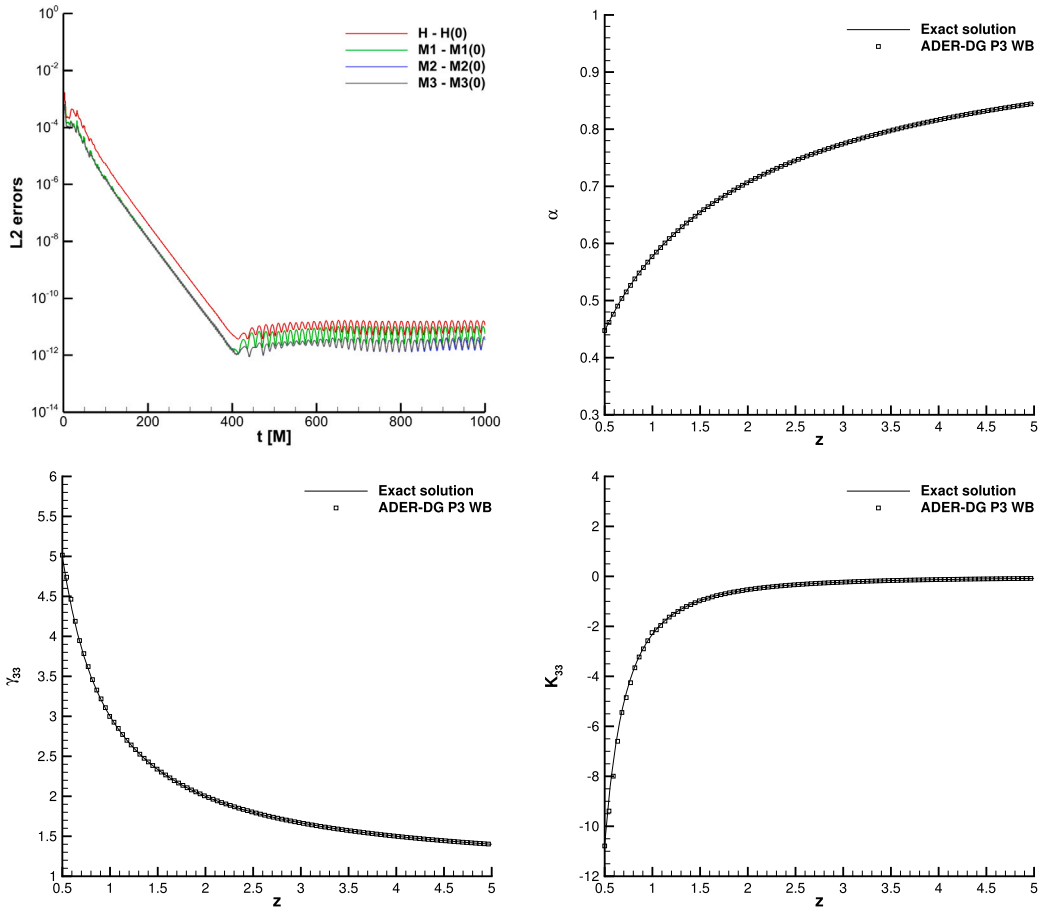 10^0
10^-2
10^-4
10^-6
10^-8
10^-10
10^-12
10^-14
L2 errors
H - H(0)
M1 - M1(0)
M2 - M2(0)
M3 - M3(0)
0 200 400 600 800 1000
t [M]
1
0.9
0.8
0.7
0.6
0.5
0.4
0.3
α
Exact solution
ADER-DG P3 WB
0.5 1 1.5 2 2.5 3 3.5 4 4.5 5
z
6
5.5
5
4.5
4
3.5
3
2.5
2
1.5
1
γ33
Exact solution
ADER-DG P3 WB
0.5 1 1.5 2 2.5 3 3.5 4 4.5 5
z
4
2
0
-2
-4
-6
-8
-10
-12
K33
Exact solution
ADER-DG P3 WB
0.5 1 1.5 2 2.5 3 3.5 4 4.5 5
z